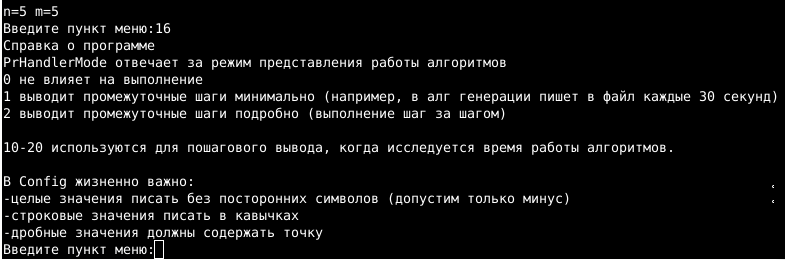 n=5 m=5
Введите пункт меню:16
Справка о программе
PrHandlerMode отвечает за режим представления работы алгоритмов
0 не влияет на выполнение
1 выводит промежуточные шаги минимально (например, в алг генерации пишет в файл каждые 30 секунд)
2 выводит промежуточные шаги подробно (выполнение шаг за шагом)
10-20 используются для пошагового вывода, когда исследуется время работы алгоритмов.
В Config жизненно важно:
-целые значения писать без посторонних символов (допустим только минус)
-строковые значения писать в кавычках
-дробные значения должны содержать точку
Введите пункт меню: